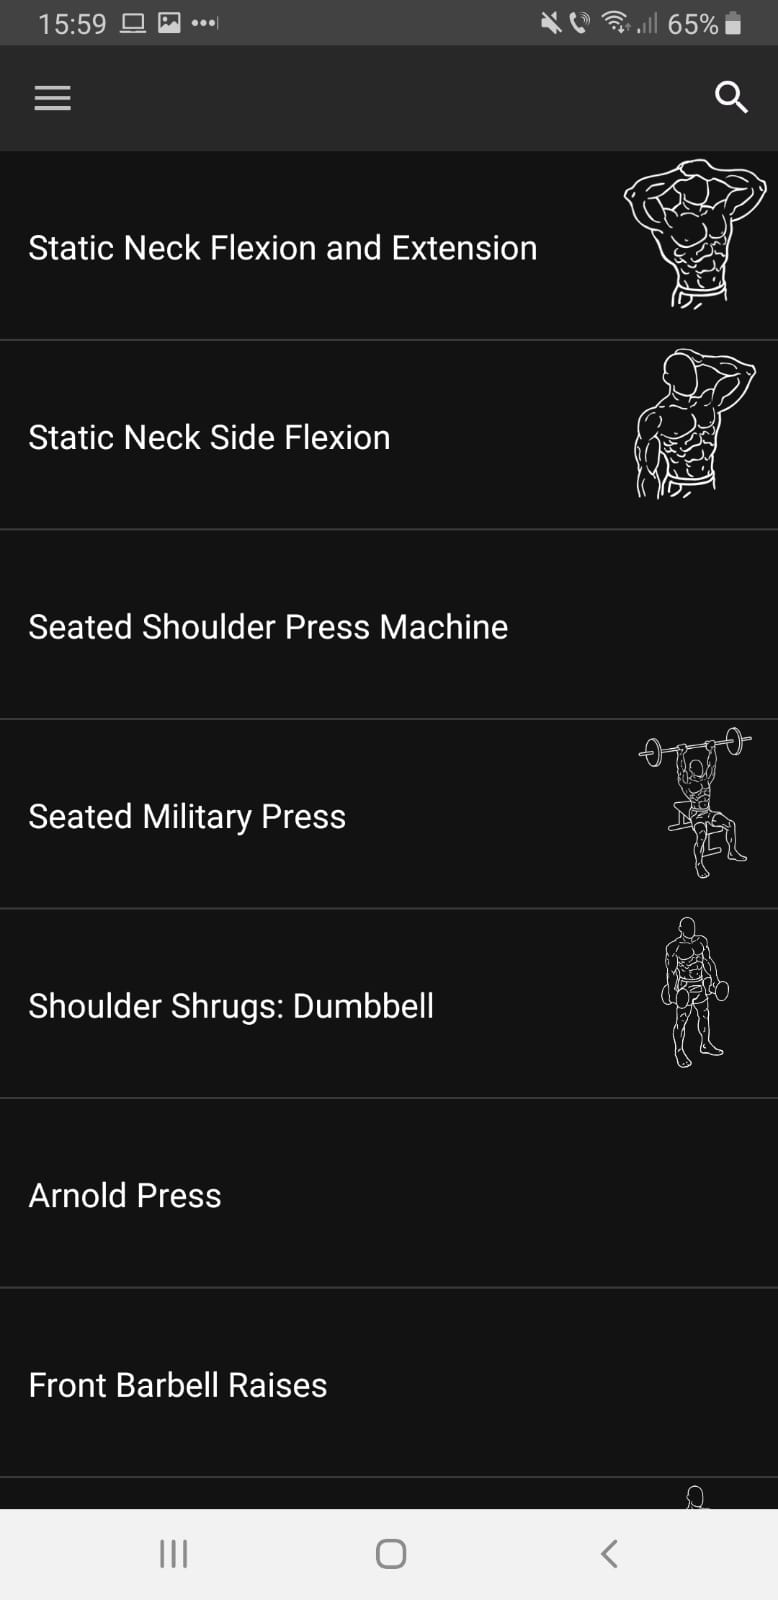 15:59 65%
Static Neck Flexion and Extension
Static Neck Side Flexion
Seated Shoulder Press Machine
Seated Military Press
Shoulder Shrugs: Dumbbell
Arnold Press
Front Barbell Raises